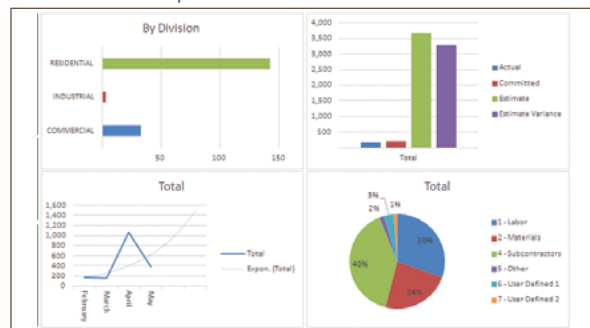 By Division
RESIDENTIAL
INDUSTRIAL
COMMERCIAL
50 100 150
4,000
3,500
3,000
2,500
2,000
1,500
1,000
500
Total
Actual
Committed
Estimate
Estimate Variance
Total
1,600
1,400
1,200
1,000
800
600
400
200
0
February
March
April
May
Total
Expon. (Total)
Total
3%
2%
1%
30%
40%
24%
1 - Labor
2 - Materials
4 - Subcontractors
5 - Other
6 - User Defined 1
7 - User Defined 2